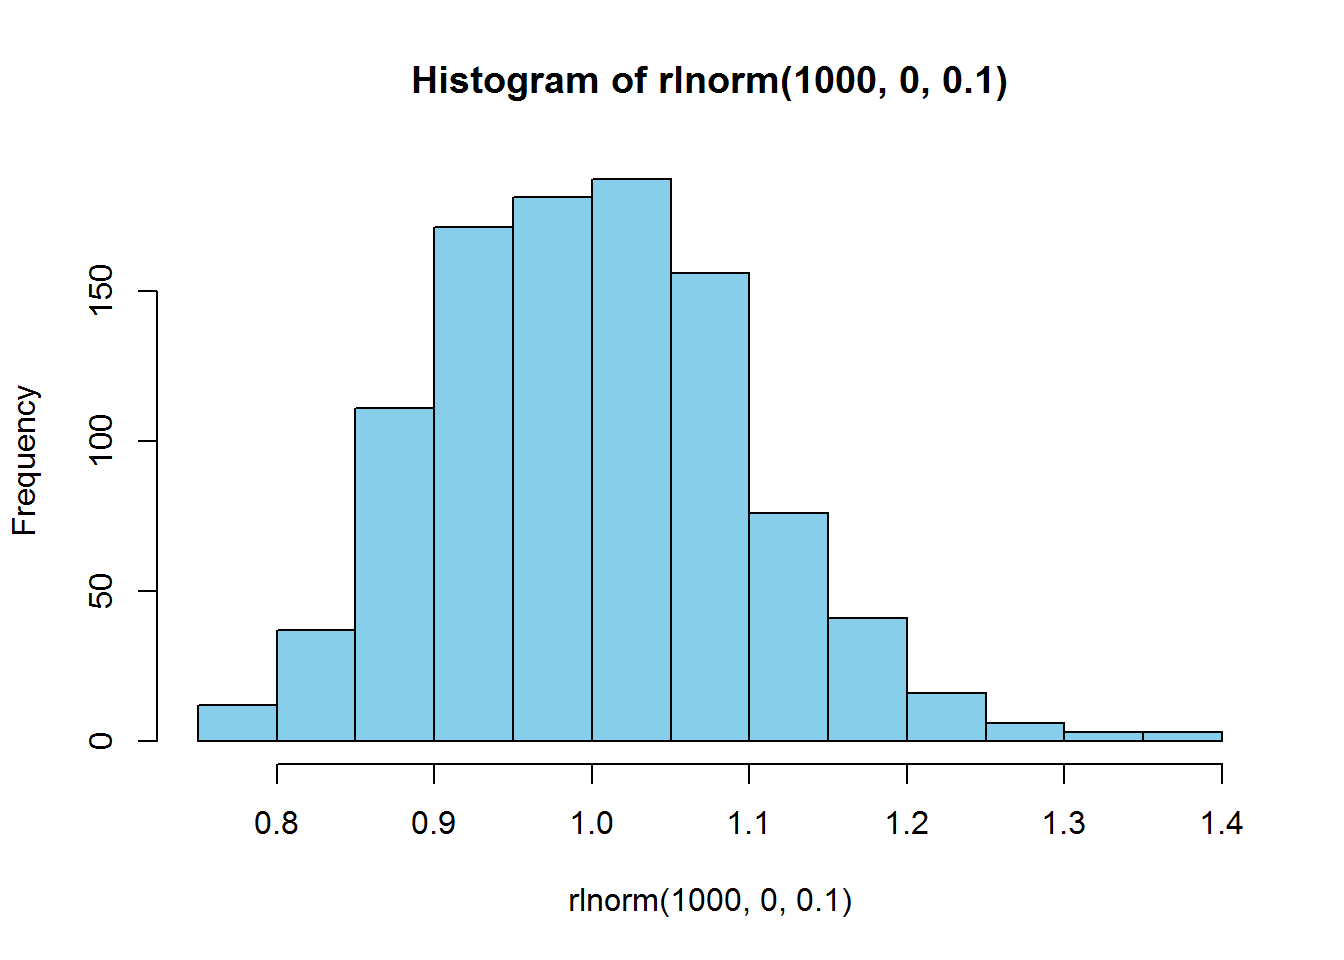 Histogram of rlnorm(1000, 0, 0.1)
Frequency
150
100
50
0
0.8 0.9 1.0 1.1 1.2 1.3 1.4
rlnorm(1000, 0, 0.1)